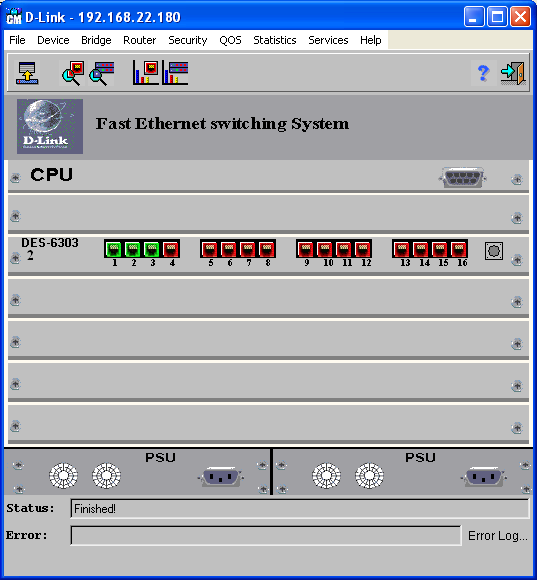 D-Link - 192.168.22.180
File Device Bridge Router Security QOS Statistics Services Help
D-Link
Fast Ethernet switching System
CPU
DES-6303
2
1 2 3 4 5 6 7 8 9 10 11 12 13 14 15 16
PSU PSU
Status: Finished!
Error: Error Log...